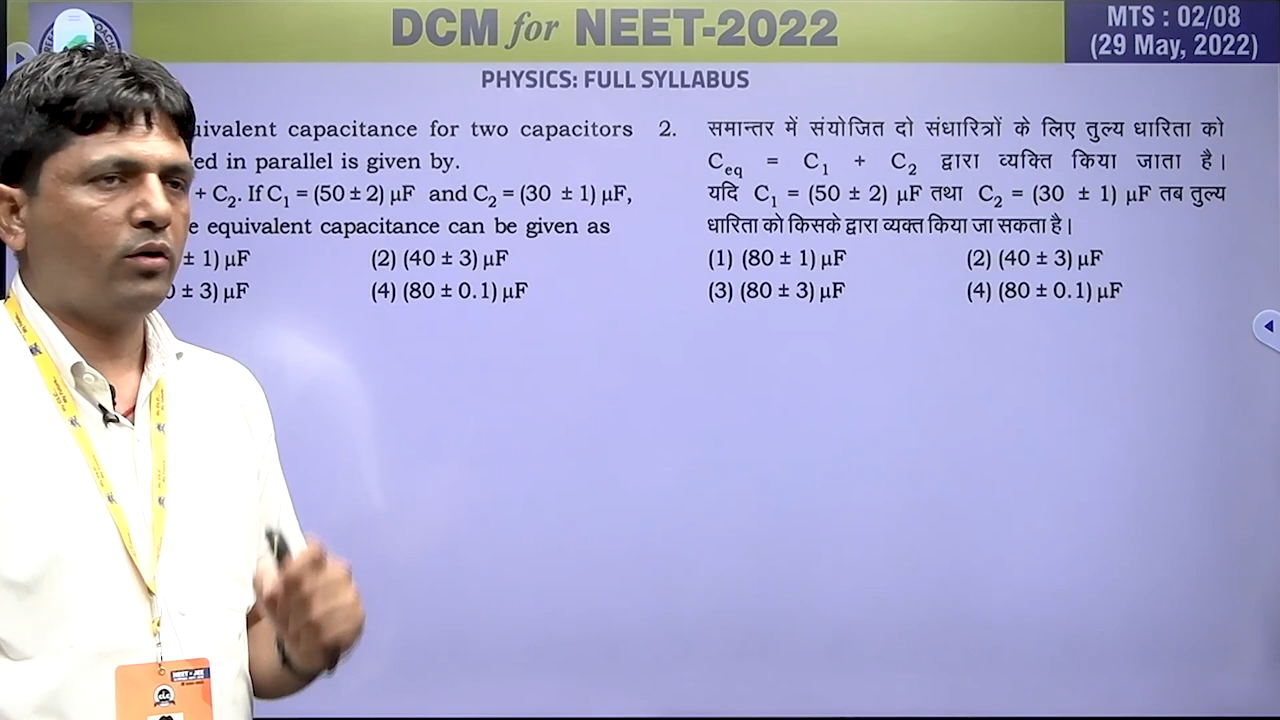 DCM for NEET-2022
MTS : 02/08
(29 May, 2022)
PHYSICS: FULL SYLLABUS
capacitance for two capacitors
in parallel is given by.
+ C₂. If C₁ = (50 ± 2) µF and C₂ = (30 ± 1) µF,
equivalent capacitance can be given as
± 1) µF (2) (40 ± 3) µF
± 3) µF (4) (80 ± 0.1) µF
2. समान्तर में संयोजित दो संधारित्रों के लिए तुल्य धारिता को
C_eq = C₁ + C₂ द्वारा व्यक्ति किया जाता है।
यदि C₁ = (50 ± 2) µF तथा C₂ = (30 ± 1) µF तब तुल्य
धारिता को किसके द्वारा व्यक्त किया जा सकता है।
(1) (80 ± 1) µF (2) (40 ± 3) µF
(3) (80 ± 3) µF (4) (80 ± 0.1) µF